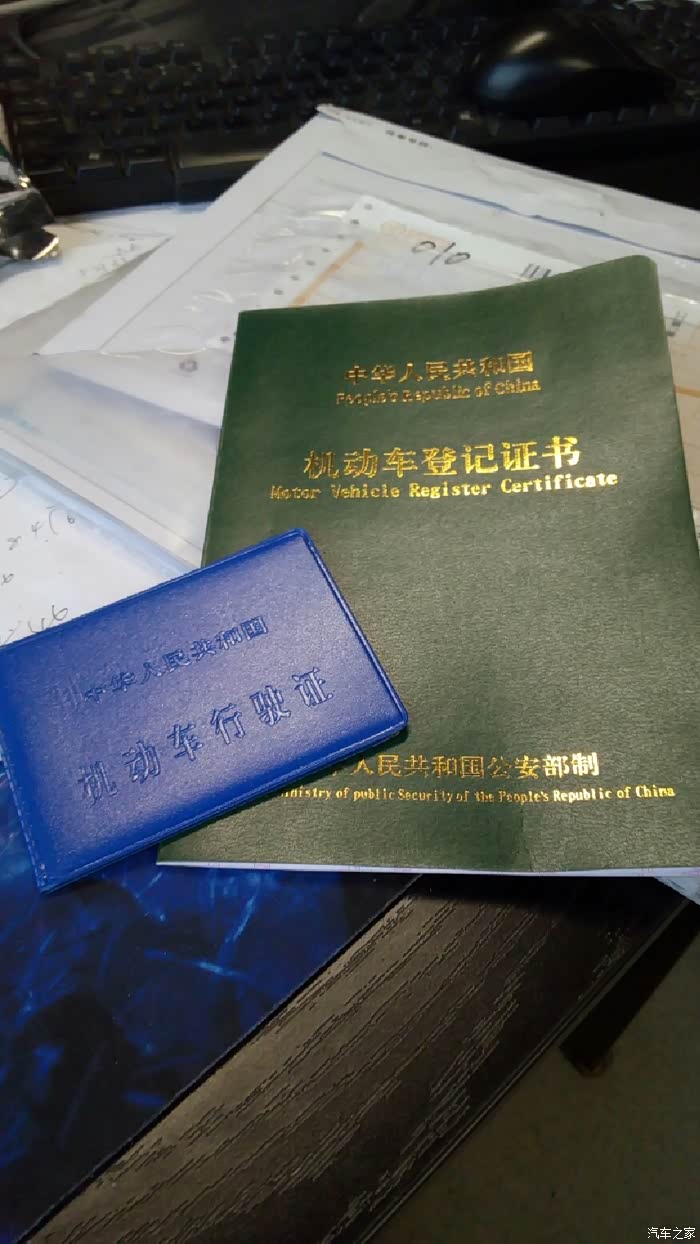 010
中华人民共和国
People's Republic of China
机动车登记证书
Motor Vehicle Register Certificate
中华人民共和国
机动车行驶证
人民共和国公安部制
ministry of public Security of the People's Republic of China
汽车之家